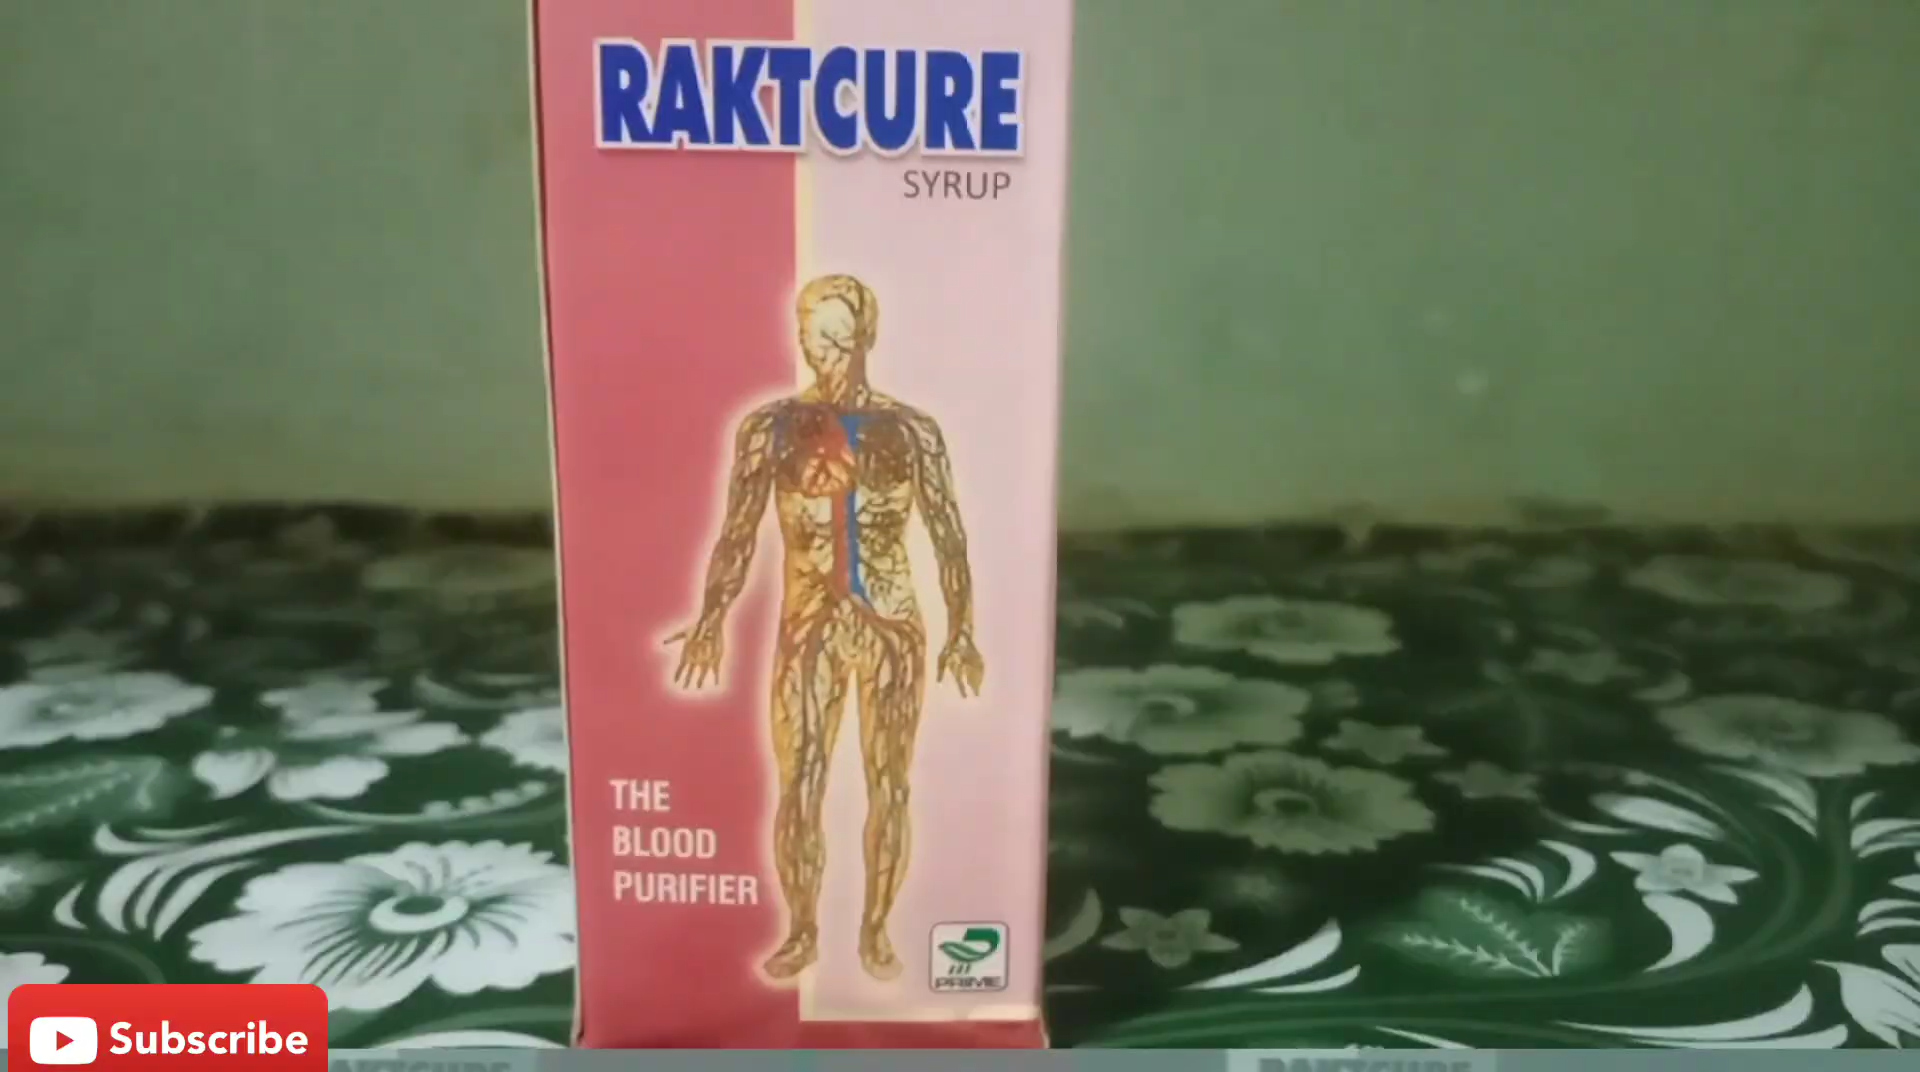 RAKTCURE
SYRUP
THE
BLOOD
PURIFIER
PRIME
Subscribe